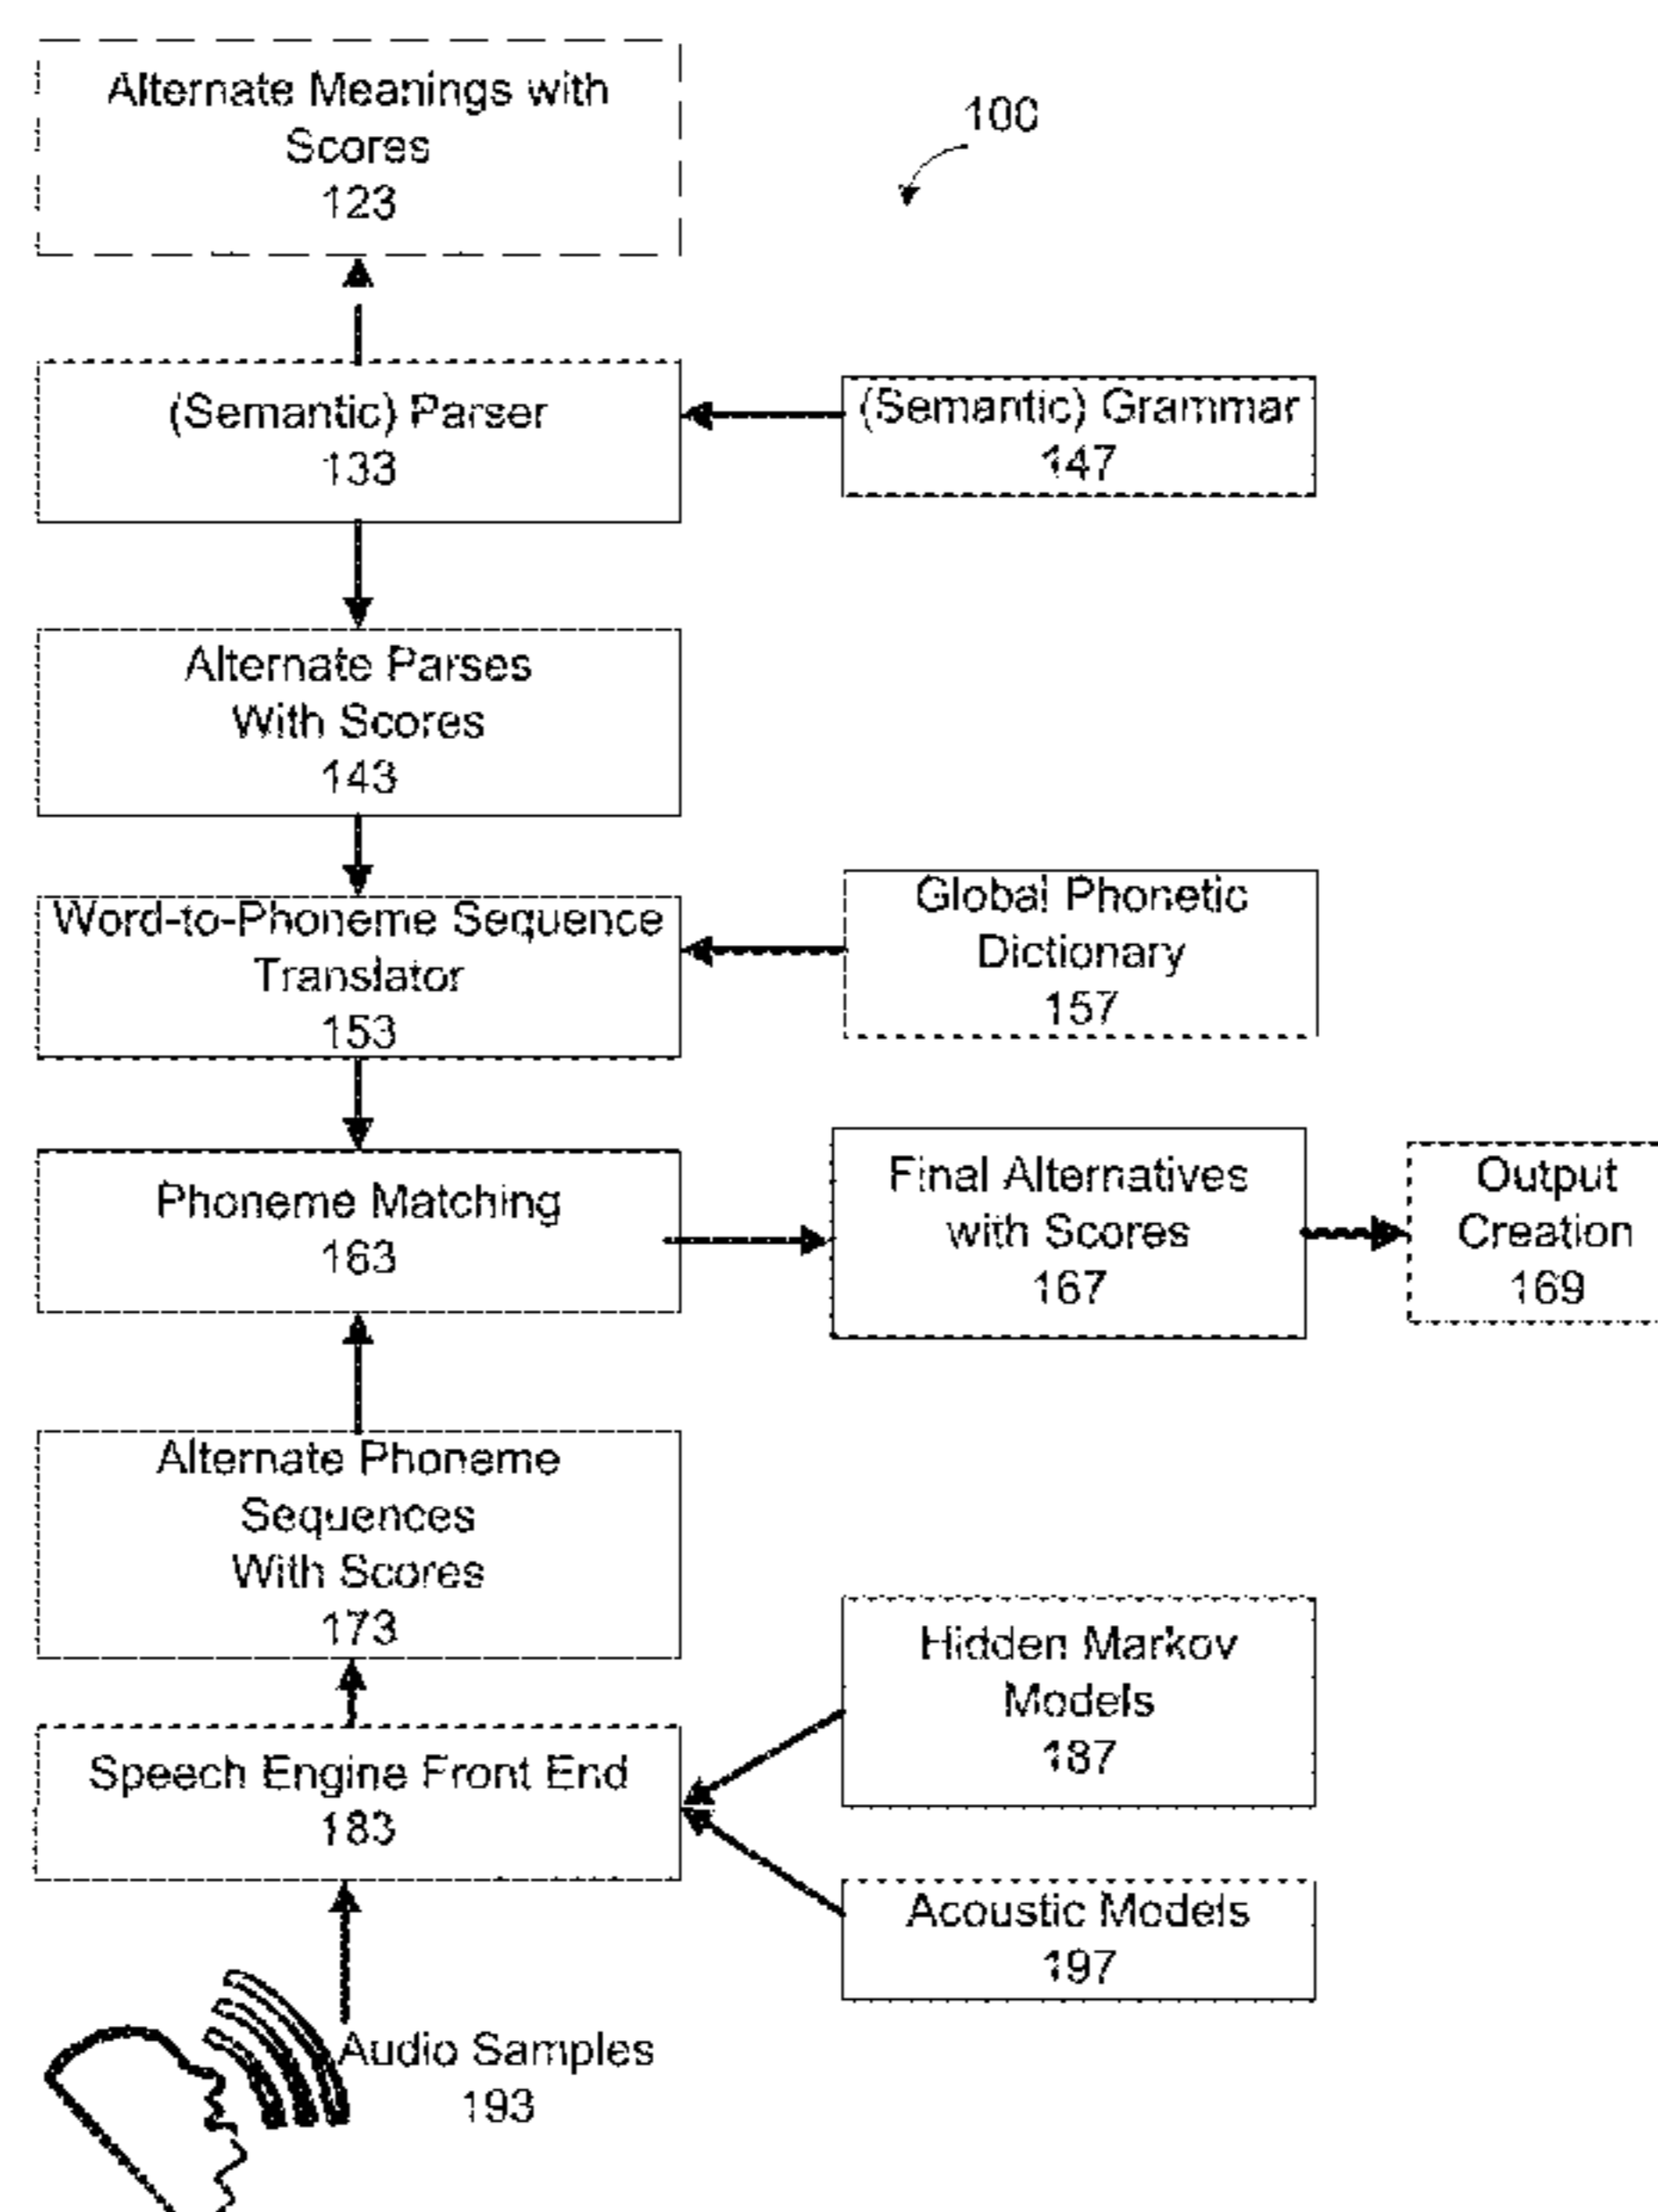 Alternate Meanings with
Scores
123
100
(Semantic) Parser
133
(Semantic) Grammar
147
Alternate Parses
With Scores
143
Word-to-Phoneme Sequence
Translator
153
Global Phonetic
Dictionary
157
Phoneme Matching
163
Final Alternatives
with Scores
167
Output
Creation
169
Alternate Phoneme
Sequences
With Scores
173
Hidden Markov
Models
187
Speech Engine Front End
183
Acoustic Models
197
Audio Samples
193